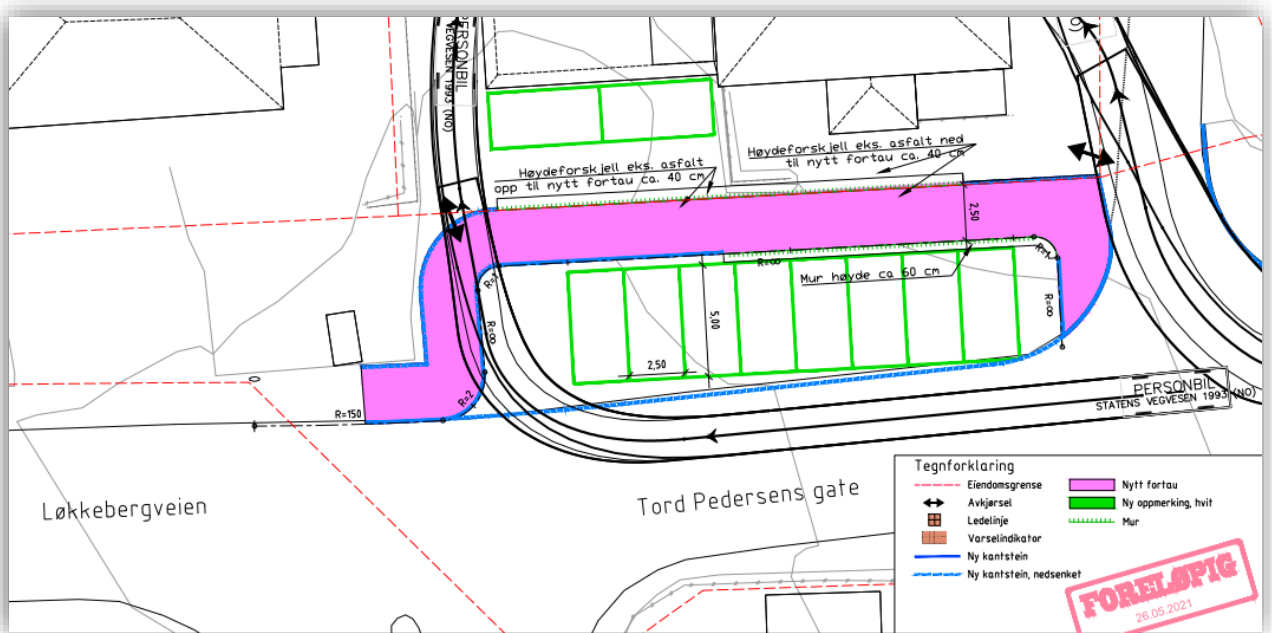 PERSONBIL
VEGVESEN 1993 (NO)
Høydeforskjell eks. asfalt
opp til nytt fortau ca. 40 cm
Høydeforskjell eks. asfalt ned
til nytt fortau ca. 40 cm
2,50
R=1
R=∞
R=∞
Mur høyde ca 60 cm
R=1
R=∞
5,00
2,50
R=2
R=150
PERSONBIL
STATENS VEGVESEN 1993 (NO)
Løkkebergveien
Tord Pedersens gate
Tegnforklaring
Eiendomsgrense
Avkjørsel
Ledelinje
Varselindikator
Ny kantstein
Ny kantstein, nedsenket
Nytt fortau
Ny oppmerking, hvit
Mur
FORELØPIG
26.05.2021